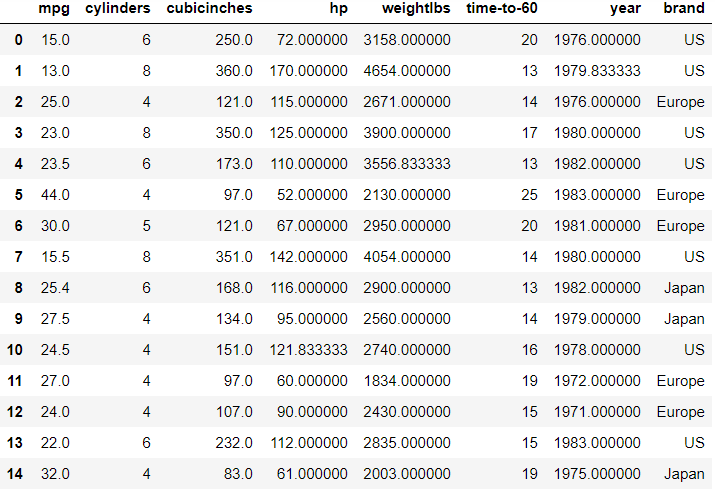 mpg cylinders cubicinches hp weightlbs time-to-60 year brand
0 15.0 6 250.0 72.000000 3158.000000 20 1976.000000 US
1 13.0 8 360.0 170.000000 4654.000000 13 1979.833333 US
2 25.0 4 121.0 115.000000 2671.000000 14 1976.000000 Europe
3 23.0 8 350.0 125.000000 3900.000000 17 1980.000000 US
4 23.5 6 173.0 110.000000 3556.833333 13 1982.000000 US
5 44.0 4 97.0 52.000000 2130.000000 25 1983.000000 Europe
6 30.0 5 121.0 67.000000 2950.000000 20 1981.000000 Europe
7 15.5 8 351.0 142.000000 4054.000000 14 1980.000000 US
8 25.4 6 168.0 116.000000 2900.000000 13 1982.000000 Japan
9 27.5 4 134.0 95.000000 2560.000000 14 1979.000000 Japan
10 24.5 4 151.0 121.833333 2740.000000 16 1978.000000 US
11 27.0 4 97.0 60.000000 1834.000000 19 1972.000000 Europe
12 24.0 4 107.0 90.000000 2430.000000 15 1971.000000 Europe
13 22.0 6 232.0 112.000000 2835.000000 15 1983.000000 US
14 32.0 4 83.0 61.000000 2003.000000 19 1975.000000 Japan